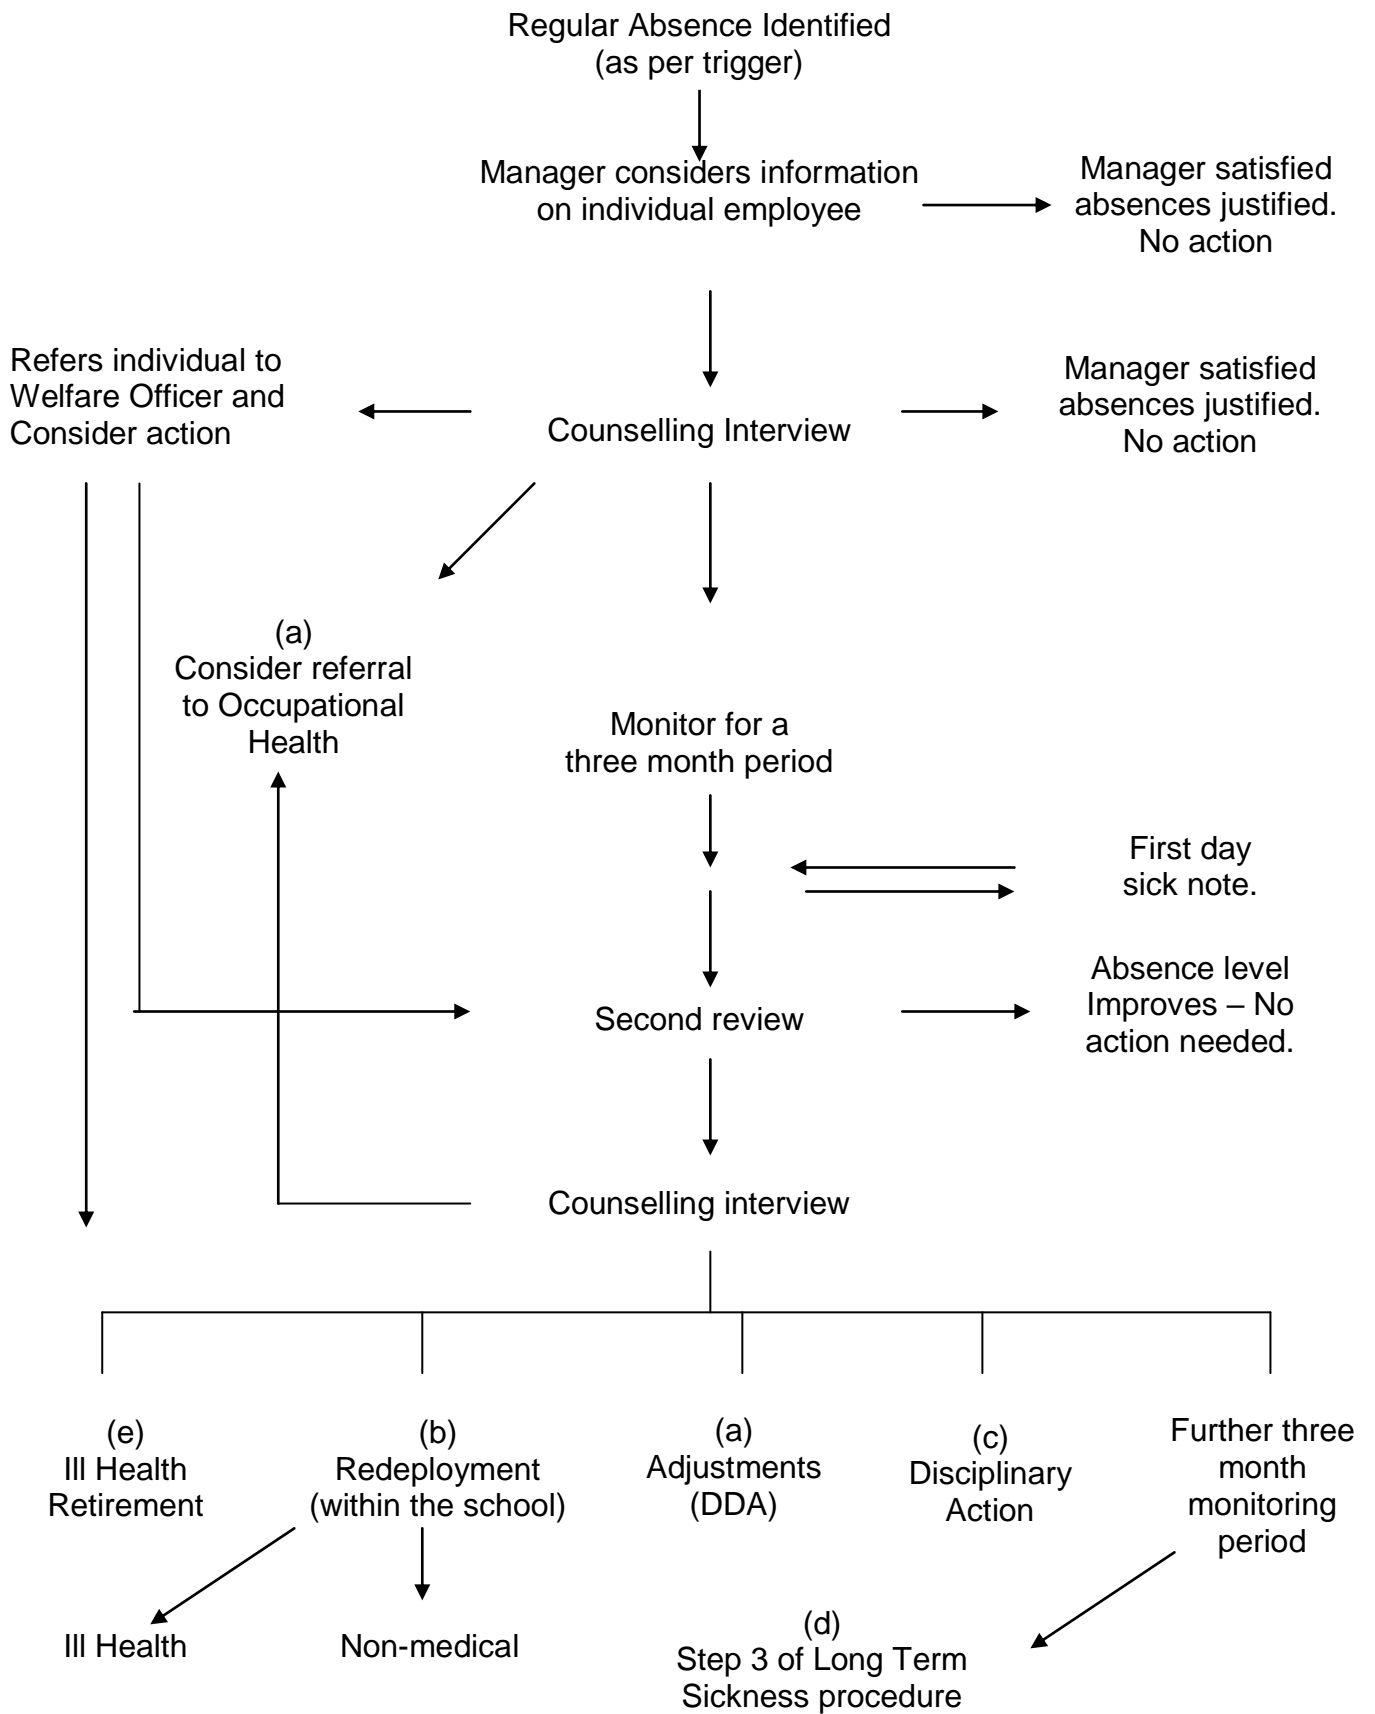 Regular Absence Identified
(as per trigger)
Manager considers information
on individual employee
Manager satisfied
absences justified.
No action
Refers individual to
Welfare Officer and
Consider action
Counselling Interview
Manager satisfied
absences justified.
No action
(a)
Consider referral
to Occupational
Health
Monitor for a
three month period
First day
sick note.
Second review
Absence level
Improves – No
action needed.
Counselling interview
(e)
Ill Health
Retirement
(b)
Redeployment
(within the school)
(a)
Adjustments
(DDA)
(c)
Disciplinary
Action
Further three
month
monitoring
period
Ill Health
Non-medical
(d)
Step 3 of Long Term
Sickness procedure